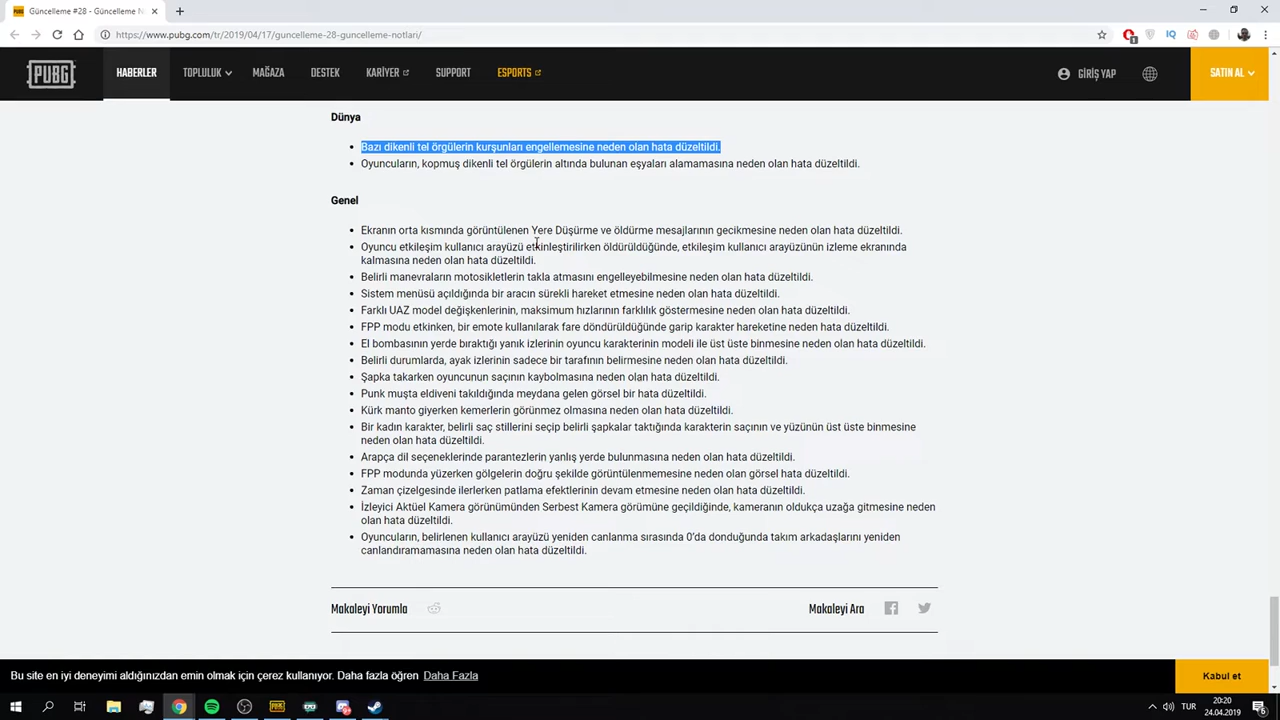 Güncelleme #28 - Güncelleme N
https://www.pubg.com/tr/2019/04/17/guncelleme-28-guncelleme-notlari/
PUBG HABERLER TOPLULUK MAĞAZA DESTEK KARİYER SUPPORT ESPORTS GİRİŞ YAP SATIN AL
Dünya
Bazı dikenli tel örgülerin kurşunları engellemesine neden olan hata düzeltildi.
Oyuncuların, kopmuş dikenli tel örgülerin altında bulunan eşyaları alamamasına neden olan hata düzeltildi.
Genel
Ekranın orta kısmında görüntülenen Yere Düşürme ve öldürme mesajlarının gecikmesine neden olan hata düzeltildi.
Oyuncu etkileşim kullanıcı arayüzü etkinleştirilirken öldürüldüğünde, etkileşim kullanıcı arayüzünün izleme ekranında
kalmasına neden olan hata düzeltildi.
Belirli manevraların motosikletlerin takla atmasını engelleyebilmesine neden olan hata düzeltildi.
Sistem menüsü açıldığında bir aracın sürekli hareket etmesine neden olan hata düzeltildi.
Farklı UAZ model değişkenlerinin, maksimum hızlarının farklılık göstermesine neden olan hata düzeltildi.
FPP modu etkinken, bir emote kullanılarak fare döndürüldüğünde garip karakter hareketine neden olan hata düzeltildi.
El bombasının yerde bıraktığı yanık izlerinin oyuncu karakterinin modeli ile üst üste binmesine neden olan hata düzeltildi.
Belirli durumlarda, ayak izlerinin sadece bir tarafının belirmesine neden olan hata düzeltildi.
Şapka takarken oyuncunun saçının kaybolmasına neden olan hata düzeltildi.
Punk muşta eldiveni takıldığında meydana gelen görsel bir hata düzeltildi.
Kürk manto giyerken kemerlerin görünmez olmasına neden olan hata düzeltildi.
Bir kadın karakter, belirli saç stillerini seçip belirli şapkalar taktığında karakterin saçının ve yüzünün üst üste binmesine
neden olan hata düzeltildi.
Arapça dil seçeneklerinde parantezlerin yanlış yerde bulunmasına neden olan hata düzeltildi.
FPP modunda yüzerken gölgelerin doğru şekilde görüntülenmemesine neden olan görsel hata düzeltildi.
Zaman çizelgesinde ilerlerken patlama efektlerinin devam etmesine neden olan hata düzeltildi.
İzleyici Aktüel Kamera görünümünden Serbest Kamera görümüne geçildiğinde, kameranın oldukça uzağa gitmesine neden
olan hata düzeltildi.
Oyuncuların, belirlenen kullanıcı arayüzü yeniden canlanma sırasında 0'da donduğunda takım arkadaşlarını yeniden
canlandıramamasına neden olan hata düzeltildi.
Makaleyi Yorumla Makaleyi Ara
Bu site en iyi deneyimi aldığınızdan emin olmak için çerez kullanıyor. Daha fazla öğren Daha Fazla Kabul et
TUR 20:20
24.04.2019